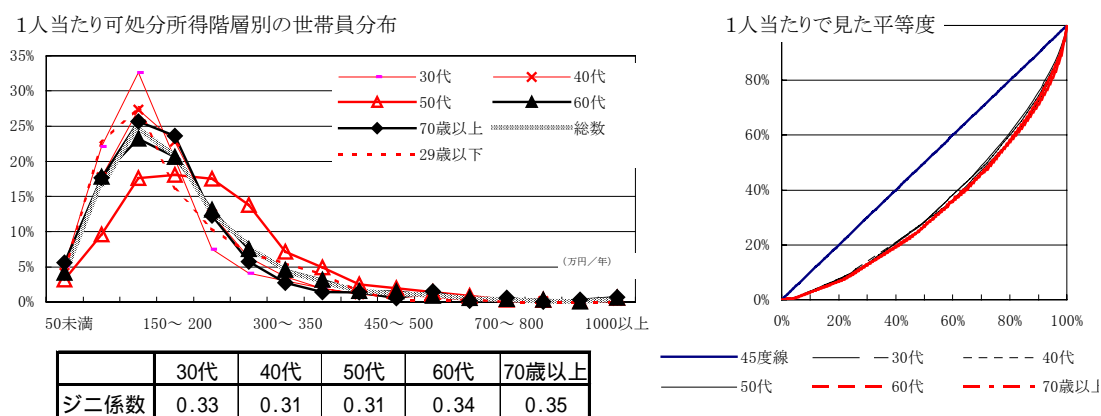 1人当たり可処分所得階層別の世帯員分布
35%
30%
25%
20%
15%
10%
5%
0%
30代
40代
50代
60代
70歳以上
総数
29歳以下
(万円/年)
50未満
150~ 200
300~ 350
450~ 500
700~ 800
1000以上
30代 40代 50代 60代 70歳以上
ジニ係数 0.33 0.31 0.31 0.34 0.35
1人当たりで見た平等度
80%
60%
40%
20%
0%
0% 20% 40% 60% 80% 100%
45度線 30代 40代
50代 60代 70歳以上